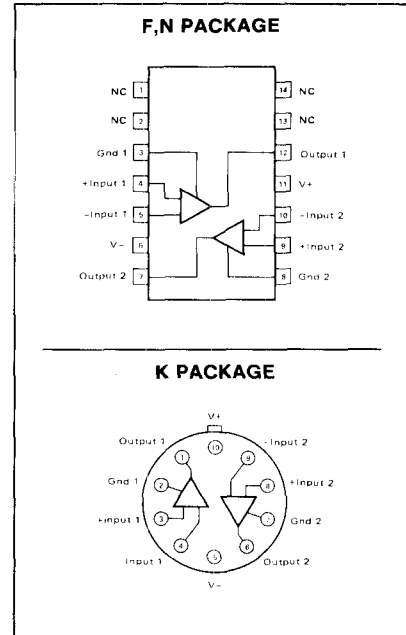 F,N PACKAGE
NC 1 14 NC
NC 2 13 NC
Gnd 1 3 12 Output 1
+Input 1 4 11 V+
-Input 1 5 10 -Input 2
V- 6 9 +Input 2
Output 2 7 8 Gnd 2
K PACKAGE
V+
10
Output 1 1 9 -Input 2
Gnd 1 2 8 +Input 2
+Input 1 3 7 Gnd 2
Input 1 4 6 Output 2
5
V-